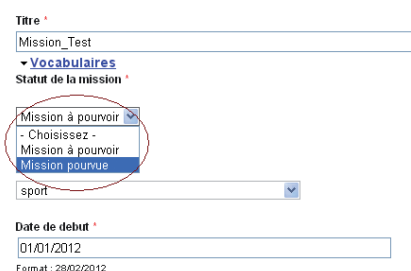 Titre *
Mission_Test
Vocabulaires
Statut de la mission *
Mission à pourvoir
- Choisissez -
Mission à pourvoir
Mission pourvue
sport
Date de debut *
01/01/2012
Format : 28/02/2012